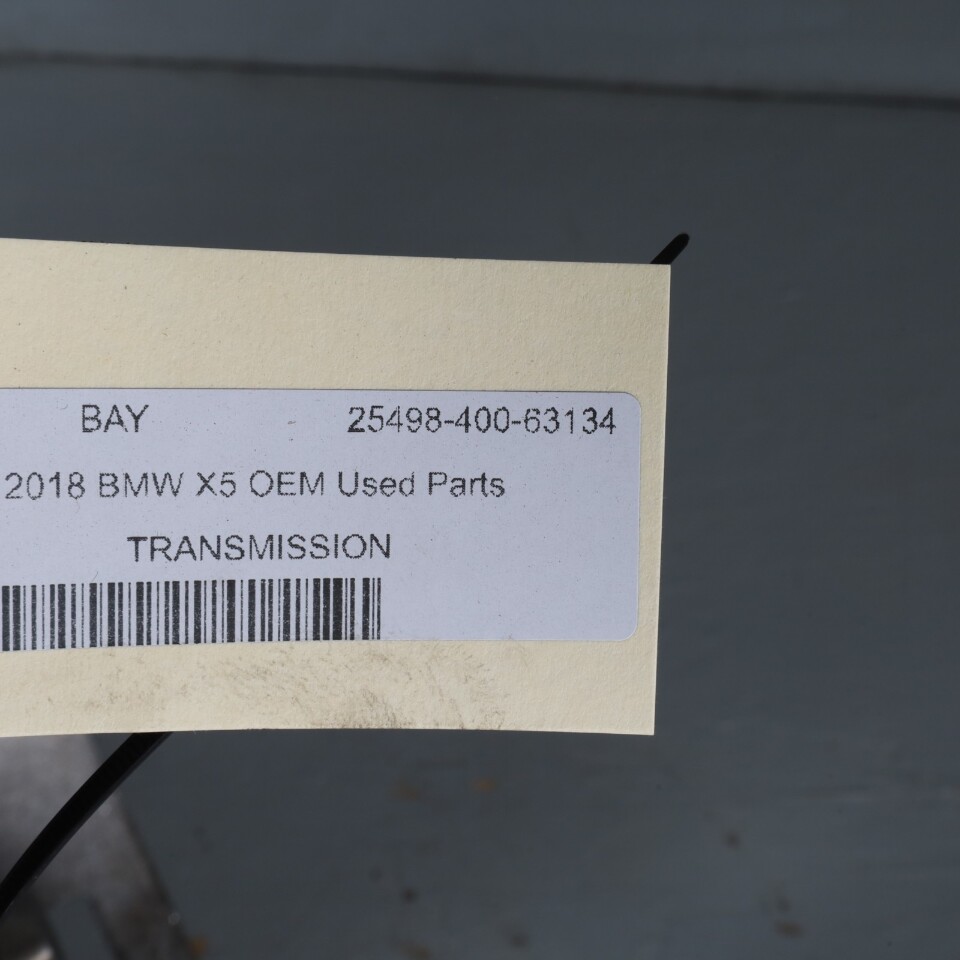 BAY 25498-400-63134
2018 BMW X5 OEM Used Parts
TRANSMISSION